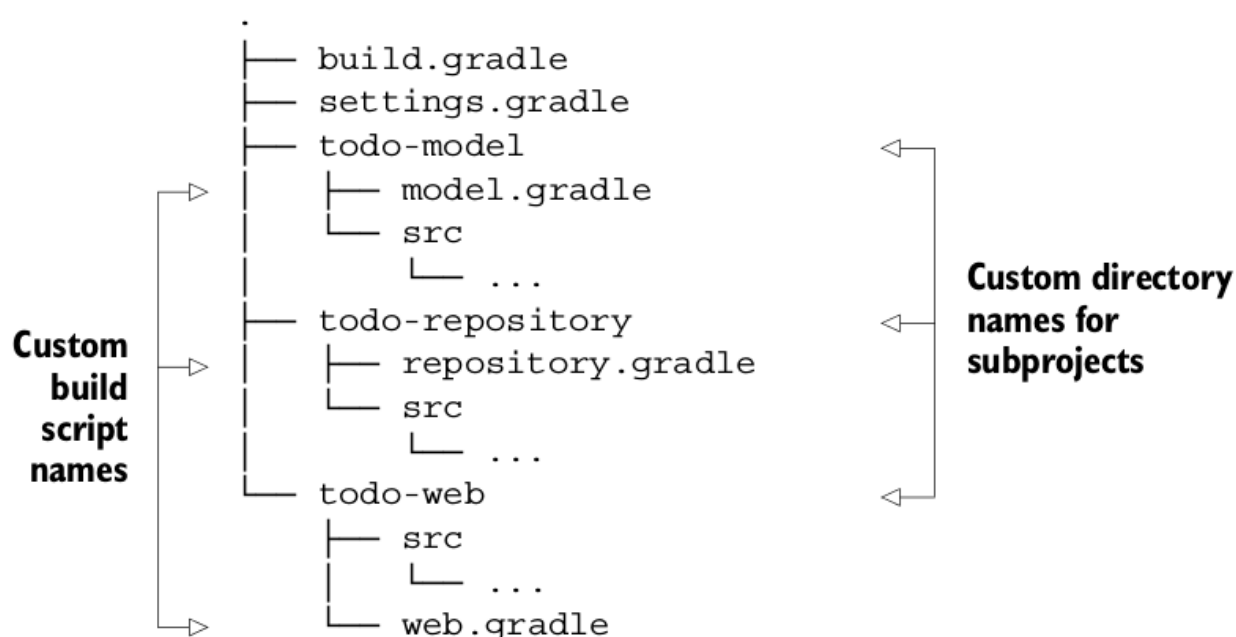 .
├── build.gradle
├── settings.gradle
├── todo-model
│   ├── model.gradle
│   └── src
│       └── ...
├── todo-repository
│   ├── repository.gradle
│   └── src
│       └── ...
└── todo-web
    ├── src
    │   └── ...
    └── web.gradle
Custom
build
script
names
Custom directory
names for
subprojects